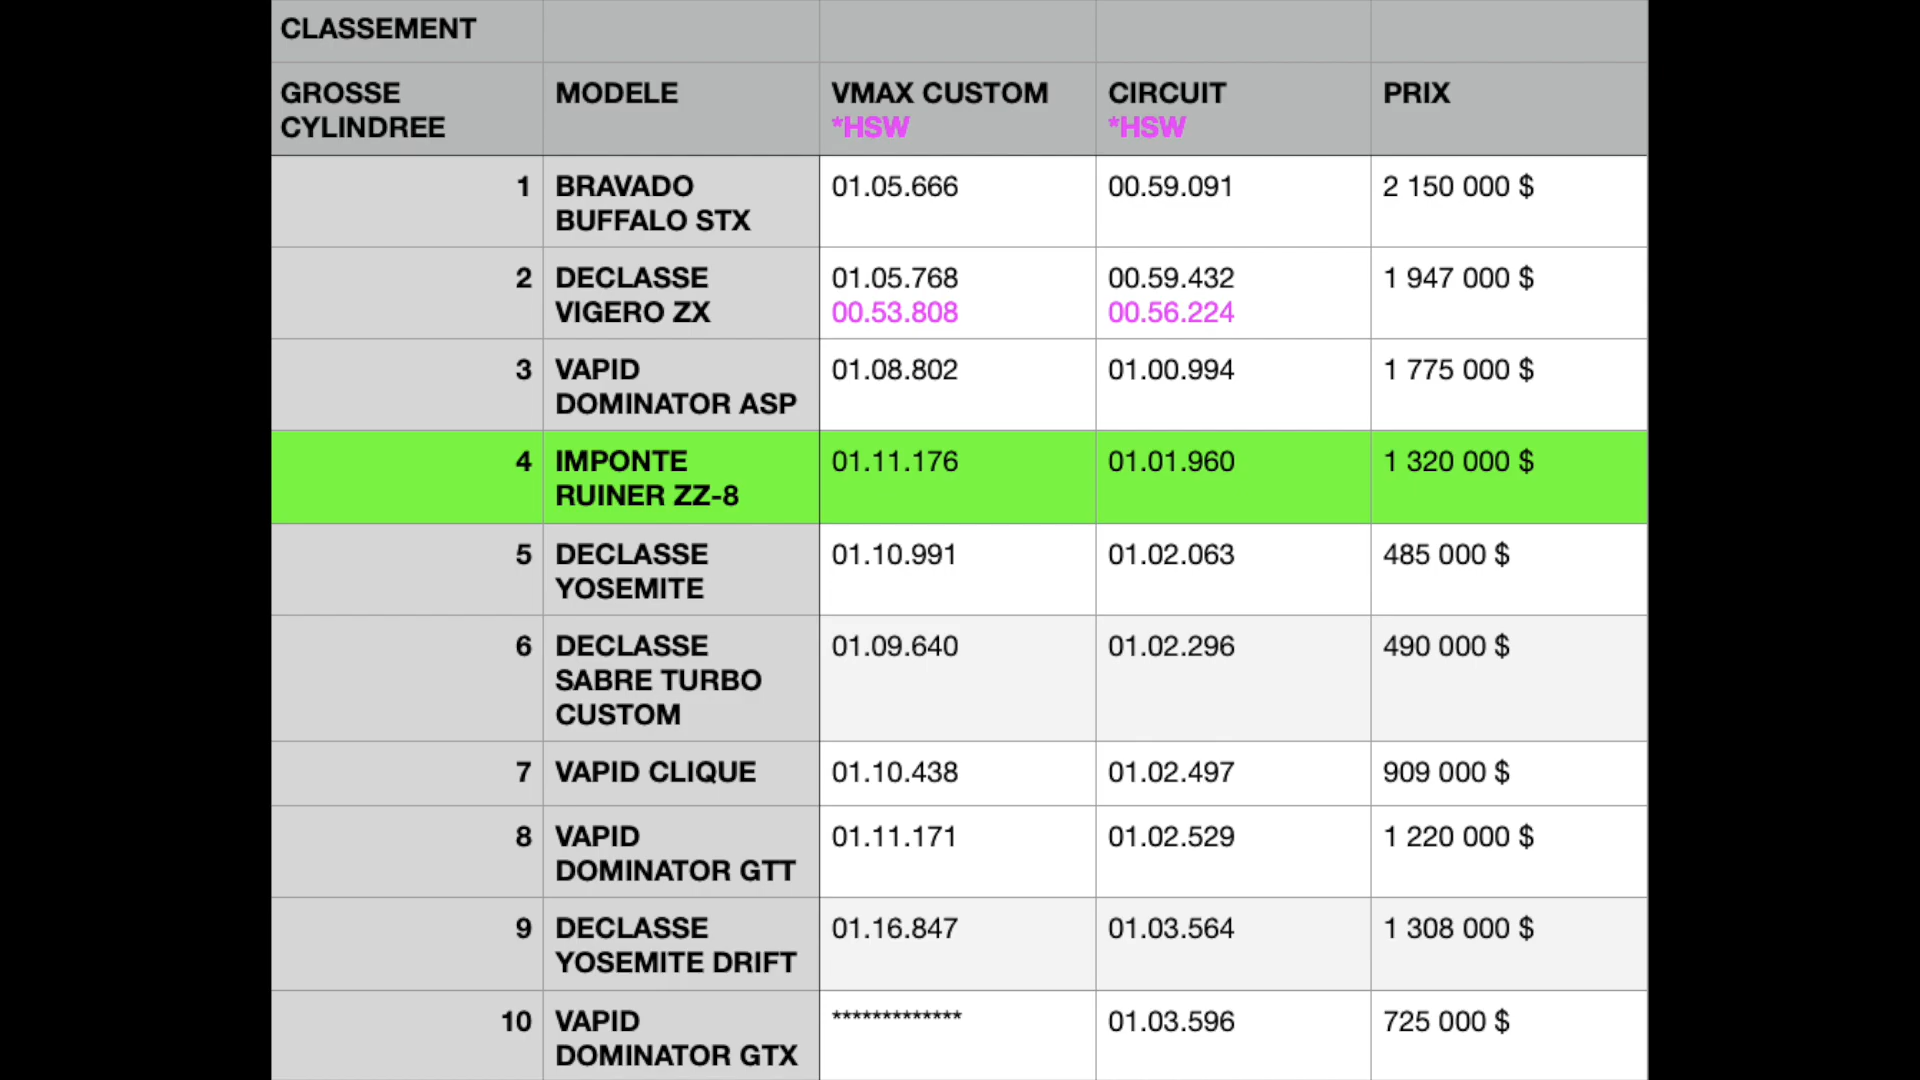 CLASSEMENT
GROSSE CYLINDREE MODELE VMAX CUSTOM *HSW CIRCUIT *HSW PRIX
1 BRAVADO BUFFALO STX 01.05.666 00.59.091 2 150 000 $
2 DECLASSE VIGERO ZX 01.05.768 00.53.808 00.59.432 00.56.224 1 947 000 $
3 VAPID DOMINATOR ASP 01.08.802 01.00.994 1 775 000 $
4 IMPONTE RUINER ZZ-8 01.11.176 01.01.960 1 320 000 $
5 DECLASSE YOSEMITE 01.10.991 01.02.063 485 000 $
6 DECLASSE SABRE TURBO CUSTOM 01.09.640 01.02.296 490 000 $
7 VAPID CLIQUE 01.10.438 01.02.497 909 000 $
8 VAPID DOMINATOR GTT 01.11.171 01.02.529 1 220 000 $
9 DECLASSE YOSEMITE DRIFT 01.16.847 01.03.564 1 308 000 $
10 VAPID DOMINATOR GTX ************* 01.03.596 725 000 $